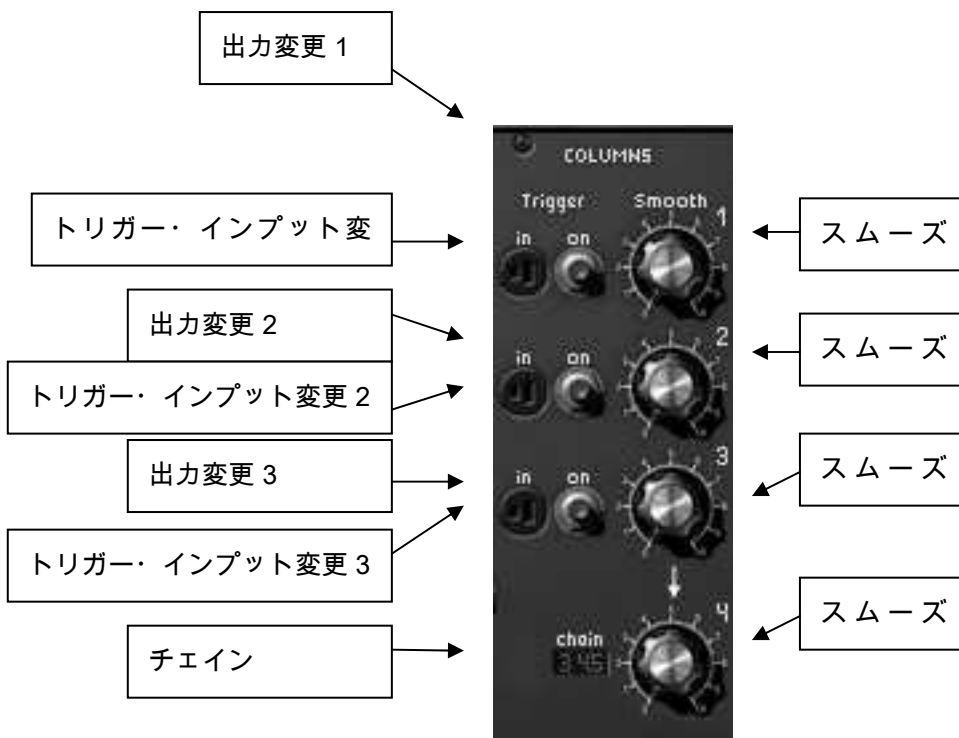 出力変更 1
COLUMNS
Trigger Smooth
トリガー・インプット変
in on 1
スムーズ
出力変更 2
in on 2
スムーズ
トリガー・インプット変更 2
出力変更 3
in on 3
スムーズ
トリガー・インプット変更 3
チェイン
chain 4
スムーズ